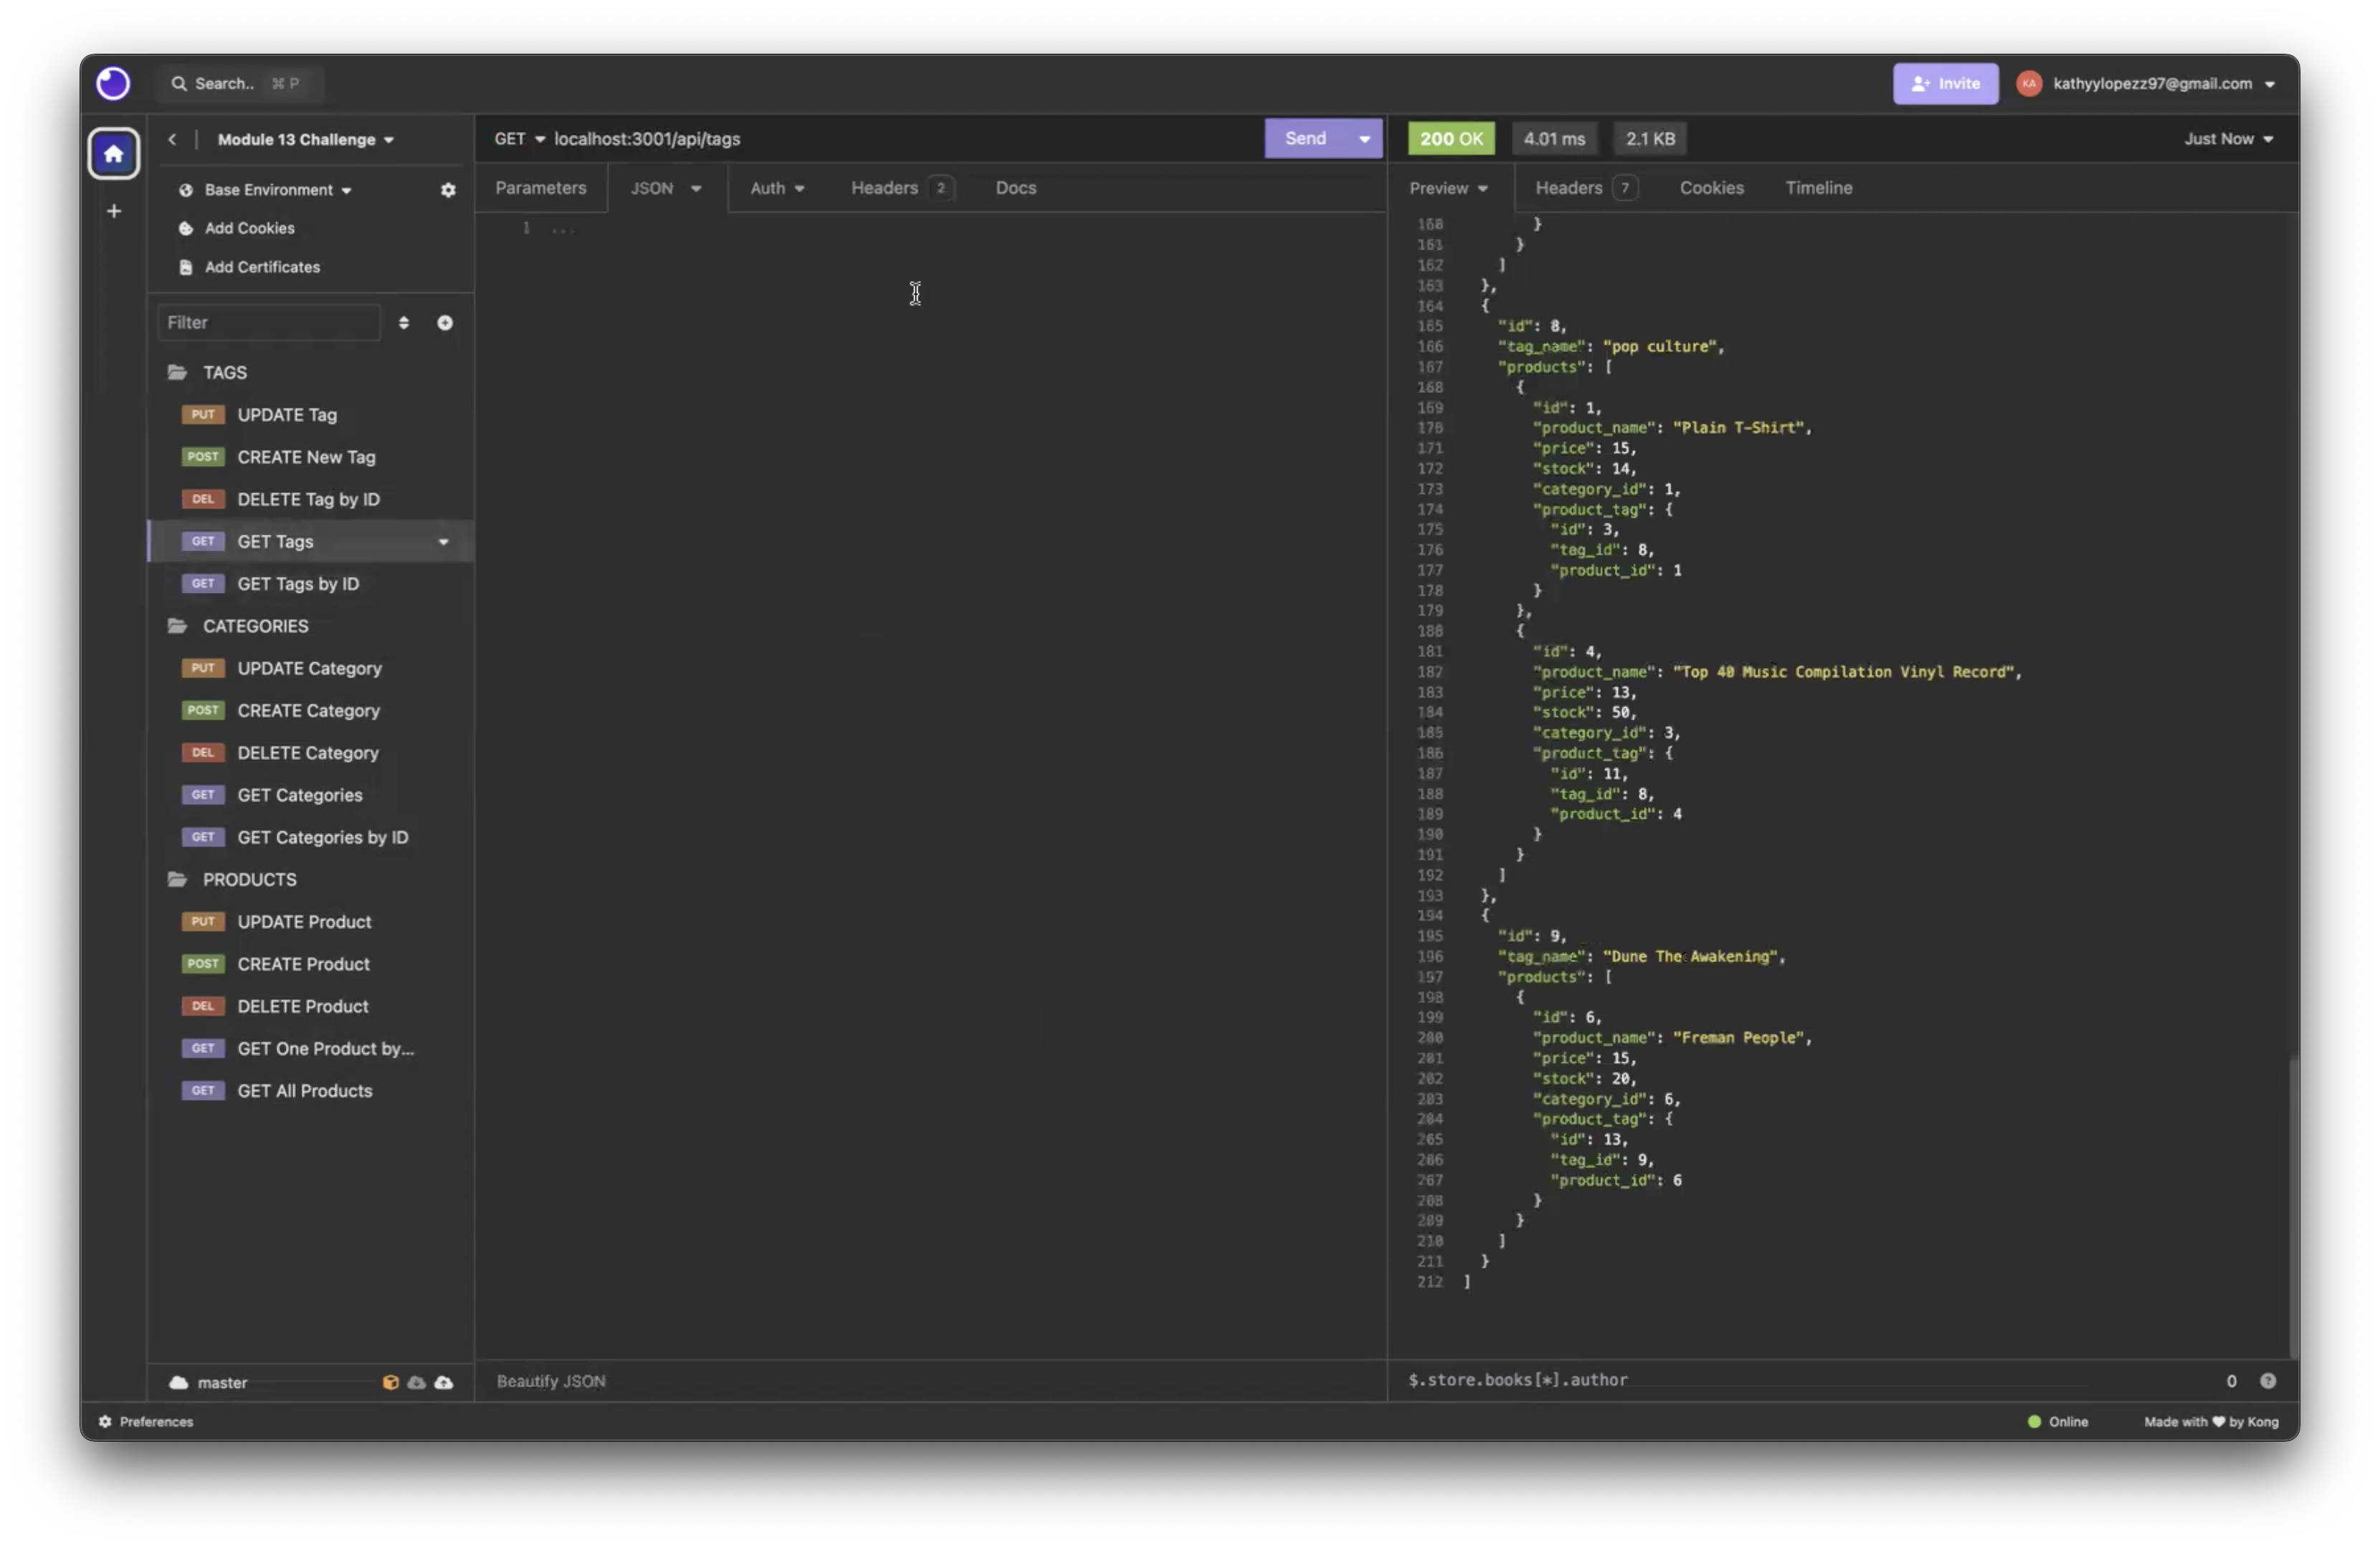 Search.. ⌘ P
Invite
KA
kathyylopezz97@gmail.com
Module 13 Challenge
Base Environment
Add Cookies
Add Certificates
Filter
TAGS
PUT UPDATE Tag
POST CREATE New Tag
DEL DELETE Tag by ID
GET GET Tags
GET GET Tags by ID
CATEGORIES
PUT UPDATE Category
POST CREATE Category
DEL DELETE Category
GET GET Categories
GET GET Categories by ID
PRODUCTS
PUT UPDATE Product
POST CREATE Product
DEL DELETE Product
GET GET One Product by...
GET GET All Products
master
GET localhost:3001/api/tags
Send
Parameters JSON Auth Headers 2 Docs
1 ...
Beautify JSON
200 OK 4.01 ms 2.1 KB Just Now
Preview Headers 7 Cookies Timeline
160 }
161 }
162 ]
163 },
164 {
165 "id": 8,
166 "tag_name": "pop culture",
167 "products": [
168 {
169 "id": 1,
170 "product_name": "Plain T-Shirt",
171 "price": 15,
172 "stock": 14,
173 "category_id": 1,
174 "product_tag": {
175 "id": 3,
176 "tag_id": 8,
177 "product_id": 1
178 }
179 },
180 {
181 "id": 4,
182 "product_name": "Top 40 Music Compilation Vinyl Record",
183 "price": 13,
184 "stock": 50,
185 "category_id": 3,
186 "product_tag": {
187 "id": 11,
188 "tag_id": 8,
189 "product_id": 4
190 }
191 }
192 ]
193 },
194 {
195 "id": 9,
196 "tag_name": "Dune The Awakening",
197 "products": [
198 {
199 "id": 6,
200 "product_name": "Freman People",
201 "price": 15,
202 "stock": 20,
203 "category_id": 6,
204 "product_tag": {
205 "id": 13,
206 "tag_id": 9,
207 "product_id": 6
208 }
209 }
210 ]
211 }
212 ]
$.store.books[*].author 0
Preferences
Online
Made with ♥ by Kong